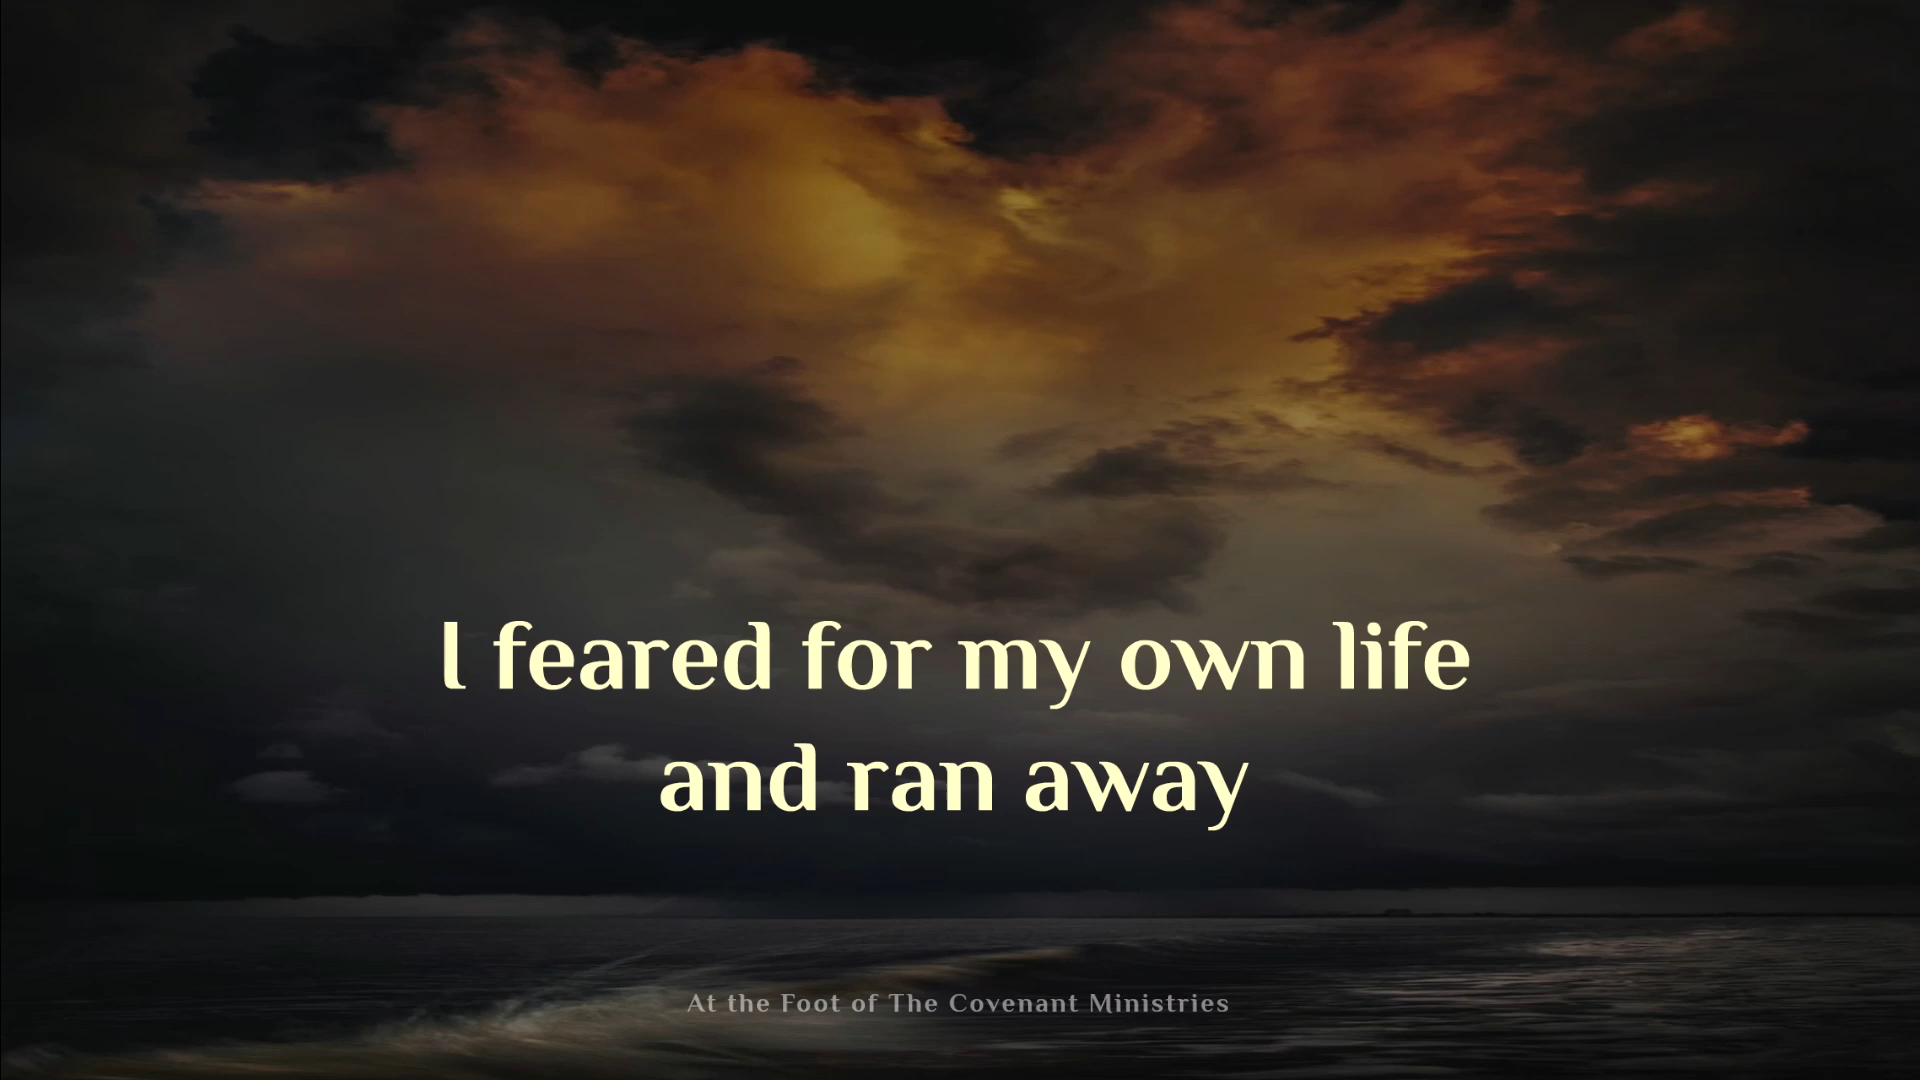 I feared for my own life
and ran away
At the Foot of The Covenant Ministries